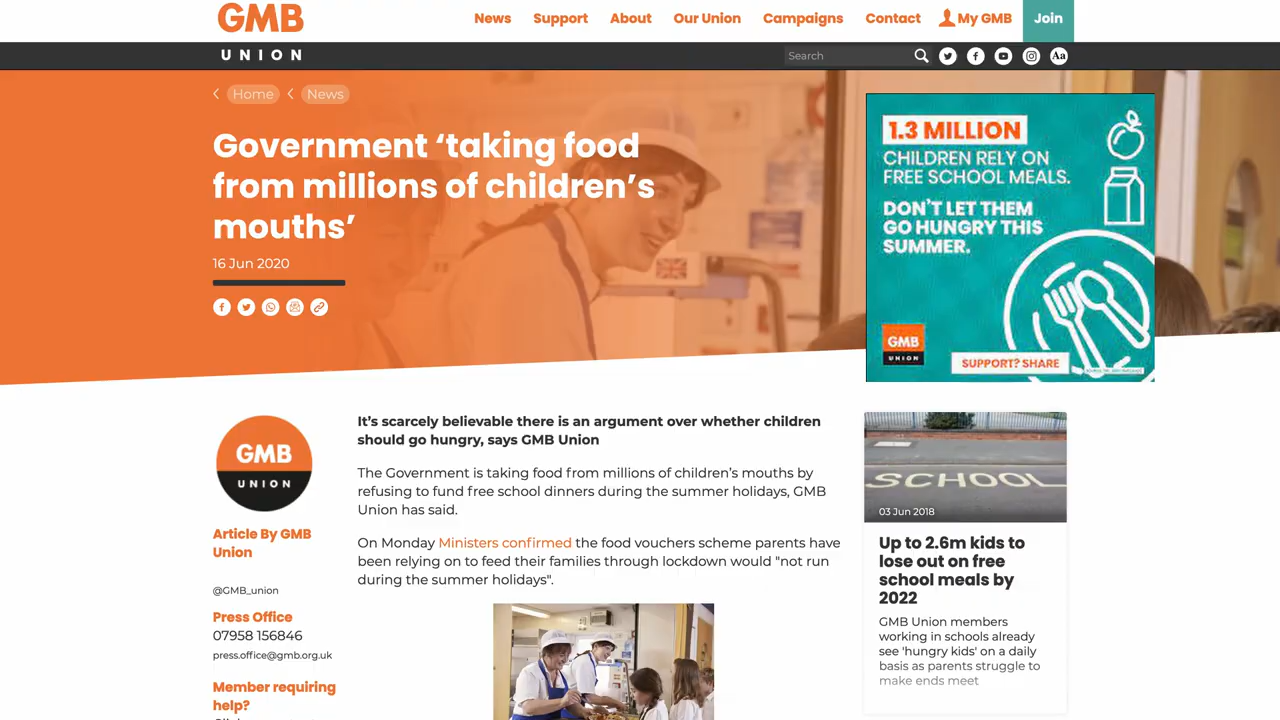 GMB
UNION
News
Support
About
Our Union
Campaigns
Contact
My GMB
Join
Search
Aa
Home
News
Government ‘taking food
from millions of children’s
mouths’
16 Jun 2020
1.3 MILLION
CHILDREN RELY ON
FREE SCHOOL MEALS.
DON'T LET THEM
GO HUNGRY THIS
SUMMER.
GMB
UNION
SUPPORT? SHARE
GMB
UNION
Article By GMB
Union
@GMB_union
Press Office
07958 156846
press.office@gmb.org.uk
Member requiring
help?
It’s scarcely believable there is an argument over whether children
should go hungry, says GMB Union
The Government is taking food from millions of children’s mouths by
refusing to fund free school dinners during the summer holidays, GMB
Union has said.
On Monday Ministers confirmed the food vouchers scheme parents have
been relying on to feed their families through lockdown would "not run
during the summer holidays".
SCHOOL
03 Jun 2018
Up to 2.6m kids to
lose out on free
school meals by
2022
GMB Union members
working in schools already
see 'hungry kids' on a daily
basis as parents struggle to
make ends meet